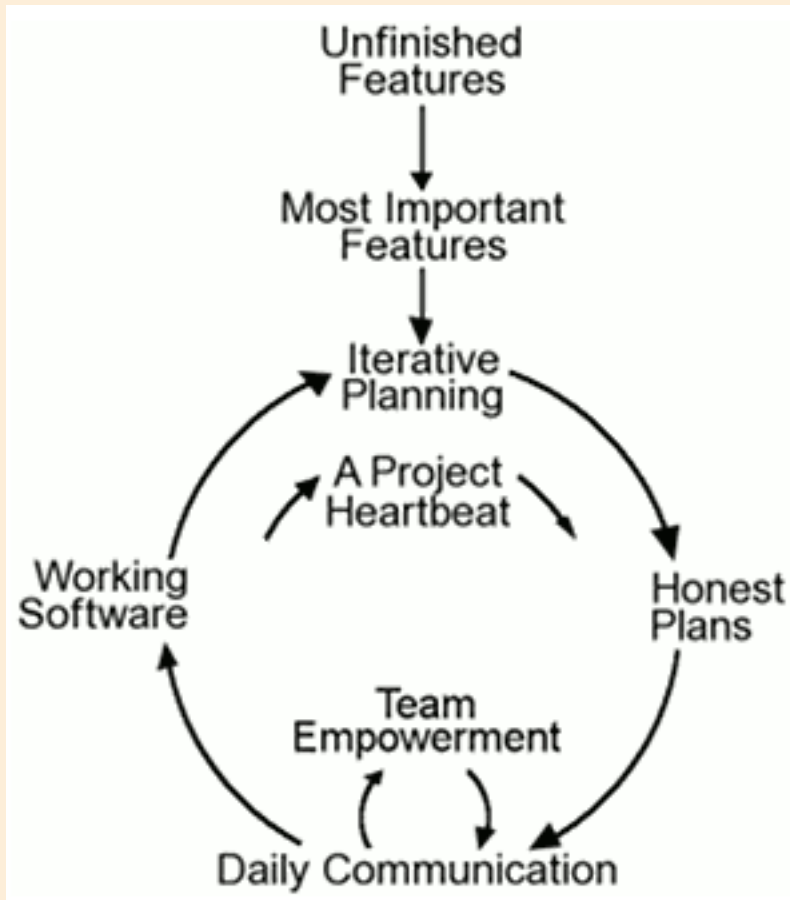 Unfinished
Features
Most Important
Features
Iterative
Planning
A Project
Heartbeat
Working
Software
Honest
Plans
Team
Empowerment
Daily Communication